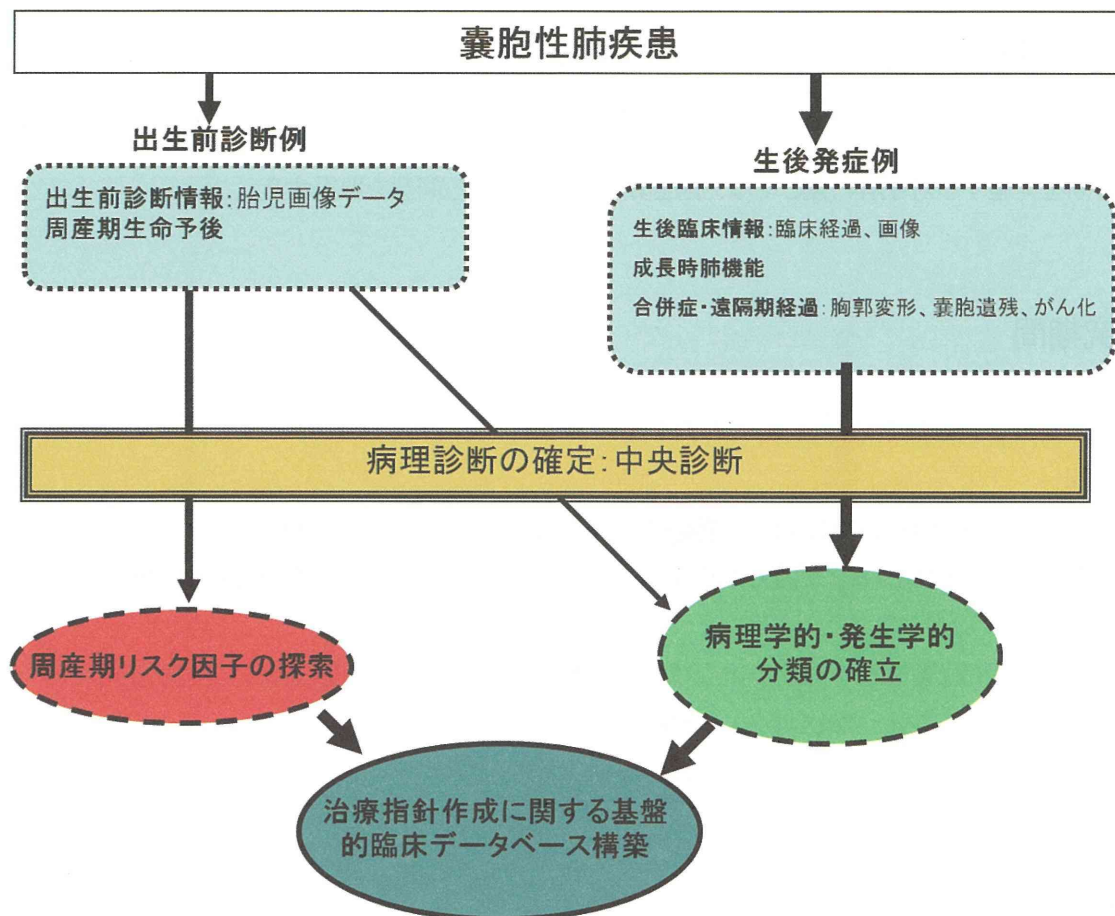 嚢胞性肺疾患
出生前診断例
出生前診断情報:胎児画像データ
周産期生命予後
生後発症例
生後臨床情報:臨床経過、画像
成長時肺機能
合併症・遠隔期経過:胸郭変形、嚢胞遺残、がん化
病理診断の確定:中央診断
周産期リスク因子の探索
病理学的・発生学的
分類の確立
治療指針作成に関する基盤
的臨床データベース構築